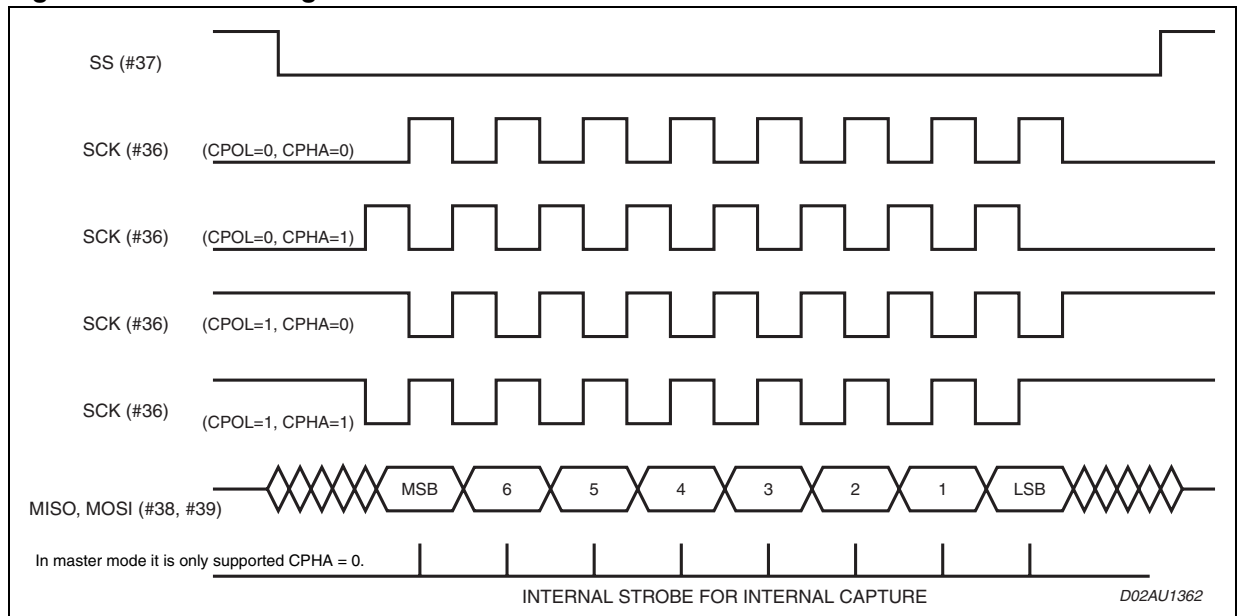 SS (#37)
SCK (#36) (CPOL=0, CPHA=0)
SCK (#36) (CPOL=0, CPHA=1)
SCK (#36) (CPOL=1, CPHA=0)
SCK (#36) (CPOL=1, CPHA=1)
MISO, MOSI (#38, #39) MSB 6 5 4 3 2 1 LSB
In master mode it is only supported CPHA = 0.
INTERNAL STROBE FOR INTERNAL CAPTURE D02AU1362